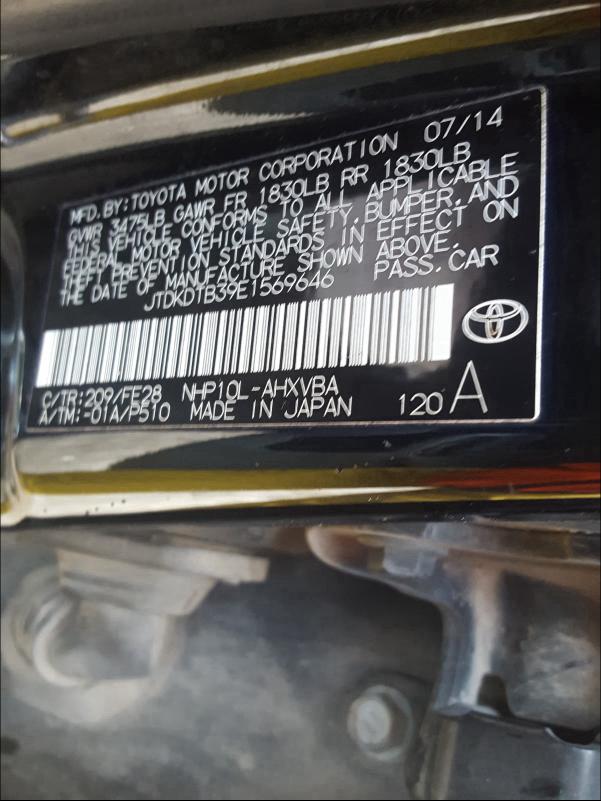 MFD. BY: TOYOTA MOTOR CORPORATION 07/14
GVWR 3475LB GAWR FR 1830LB RR 1830LB
THIS VEHICLE CONFORMS TO ALL APPLICABLE
FEDERAL MOTOR VEHICLE SAFETY, BUMPER, AND
THEFT PREVENTION STANDARDS IN EFFECT ON
THE DATE OF MANUFACTURE SHOWN ABOVE.
JTDKDTB39E1569646 PASS. CAR
C/TR: 209/FE28 NHP10L-AHXVBA
A/TM: -01A/P510 MADE IN JAPAN 120 A